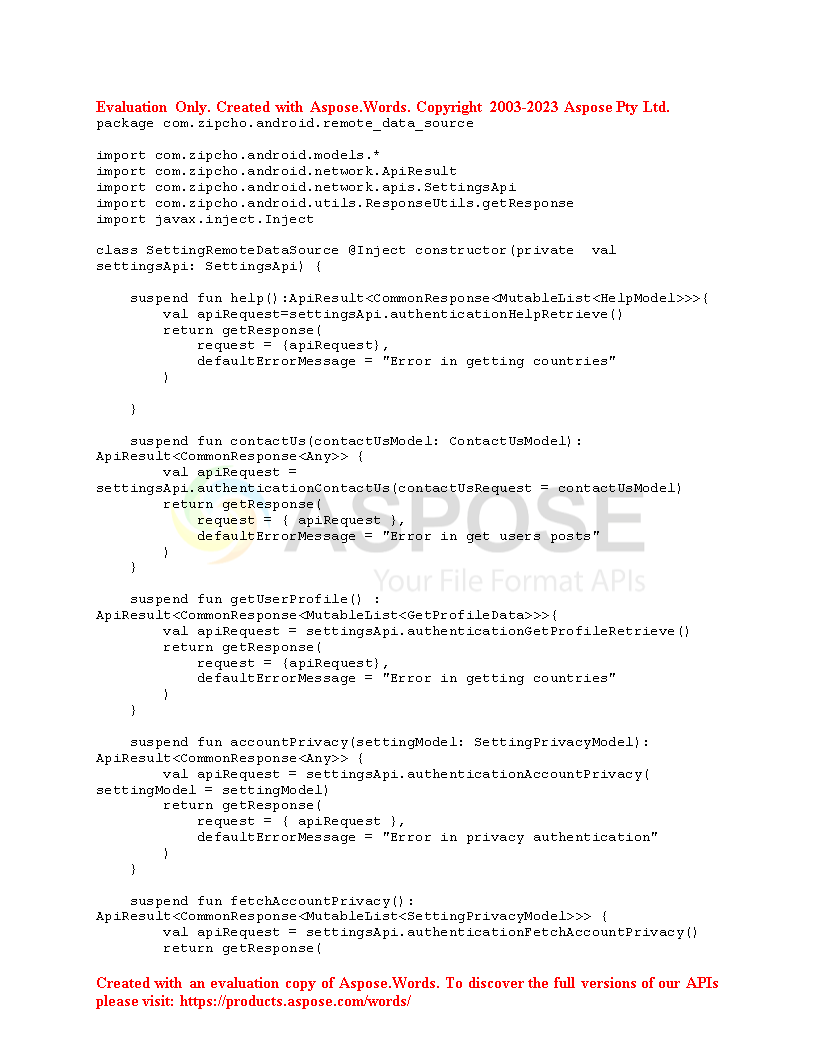 Evaluation Only. Created with Aspose.Words. Copyright 2003-2023 Aspose Pty Ltd.
package com.zipcho.android.remote_data_source

import com.zipcho.android.models.*
import com.zipcho.android.network.ApiResult
import com.zipcho.android.network.apis.SettingsApi
import com.zipcho.android.utils.ResponseUtils.getResponse
import javax.inject.Inject

class SettingRemoteDataSource @Inject constructor(private  val
settingsApi: SettingsApi) {

    suspend fun help():ApiResult<CommonResponse<MutableList<HelpModel>>>{
        val apiRequest=settingsApi.authenticationHelpRetrieve()
        return getResponse(
            request = {apiRequest},
            defaultErrorMessage = "Error in getting countries"
        )

    }

    suspend fun contactUs(contactUsModel: ContactUsModel):
ApiResult<CommonResponse<Any>> {
        val apiRequest =
settingsApi.authenticationContactUs(contactUsRequest = contactUsModel)
        return getResponse(
            request = { apiRequest },
            defaultErrorMessage = "Error in get users posts"
        )
    }
ASPOSE
Your File Format APIs

    suspend fun getUserProfile() :
ApiResult<CommonResponse<MutableList<GetProfileData>>>{
        val apiRequest = settingsApi.authenticationGetProfileRetrieve()
        return getResponse(
            request = {apiRequest},
            defaultErrorMessage = "Error in getting countries"
        )
    }

    suspend fun accountPrivacy(settingModel: SettingPrivacyModel):
ApiResult<CommonResponse<Any>> {
        val apiRequest = settingsApi.authenticationAccountPrivacy(
settingModel = settingModel)
        return getResponse(
            request = { apiRequest },
            defaultErrorMessage = "Error in privacy authentication"
        )
    }

    suspend fun fetchAccountPrivacy():
ApiResult<CommonResponse<MutableList<SettingPrivacyModel>>> {
        val apiRequest = settingsApi.authenticationFetchAccountPrivacy()
        return getResponse(

Created with an evaluation copy of Aspose.Words. To discover the full versions of our APIs
please visit: https://products.aspose.com/words/